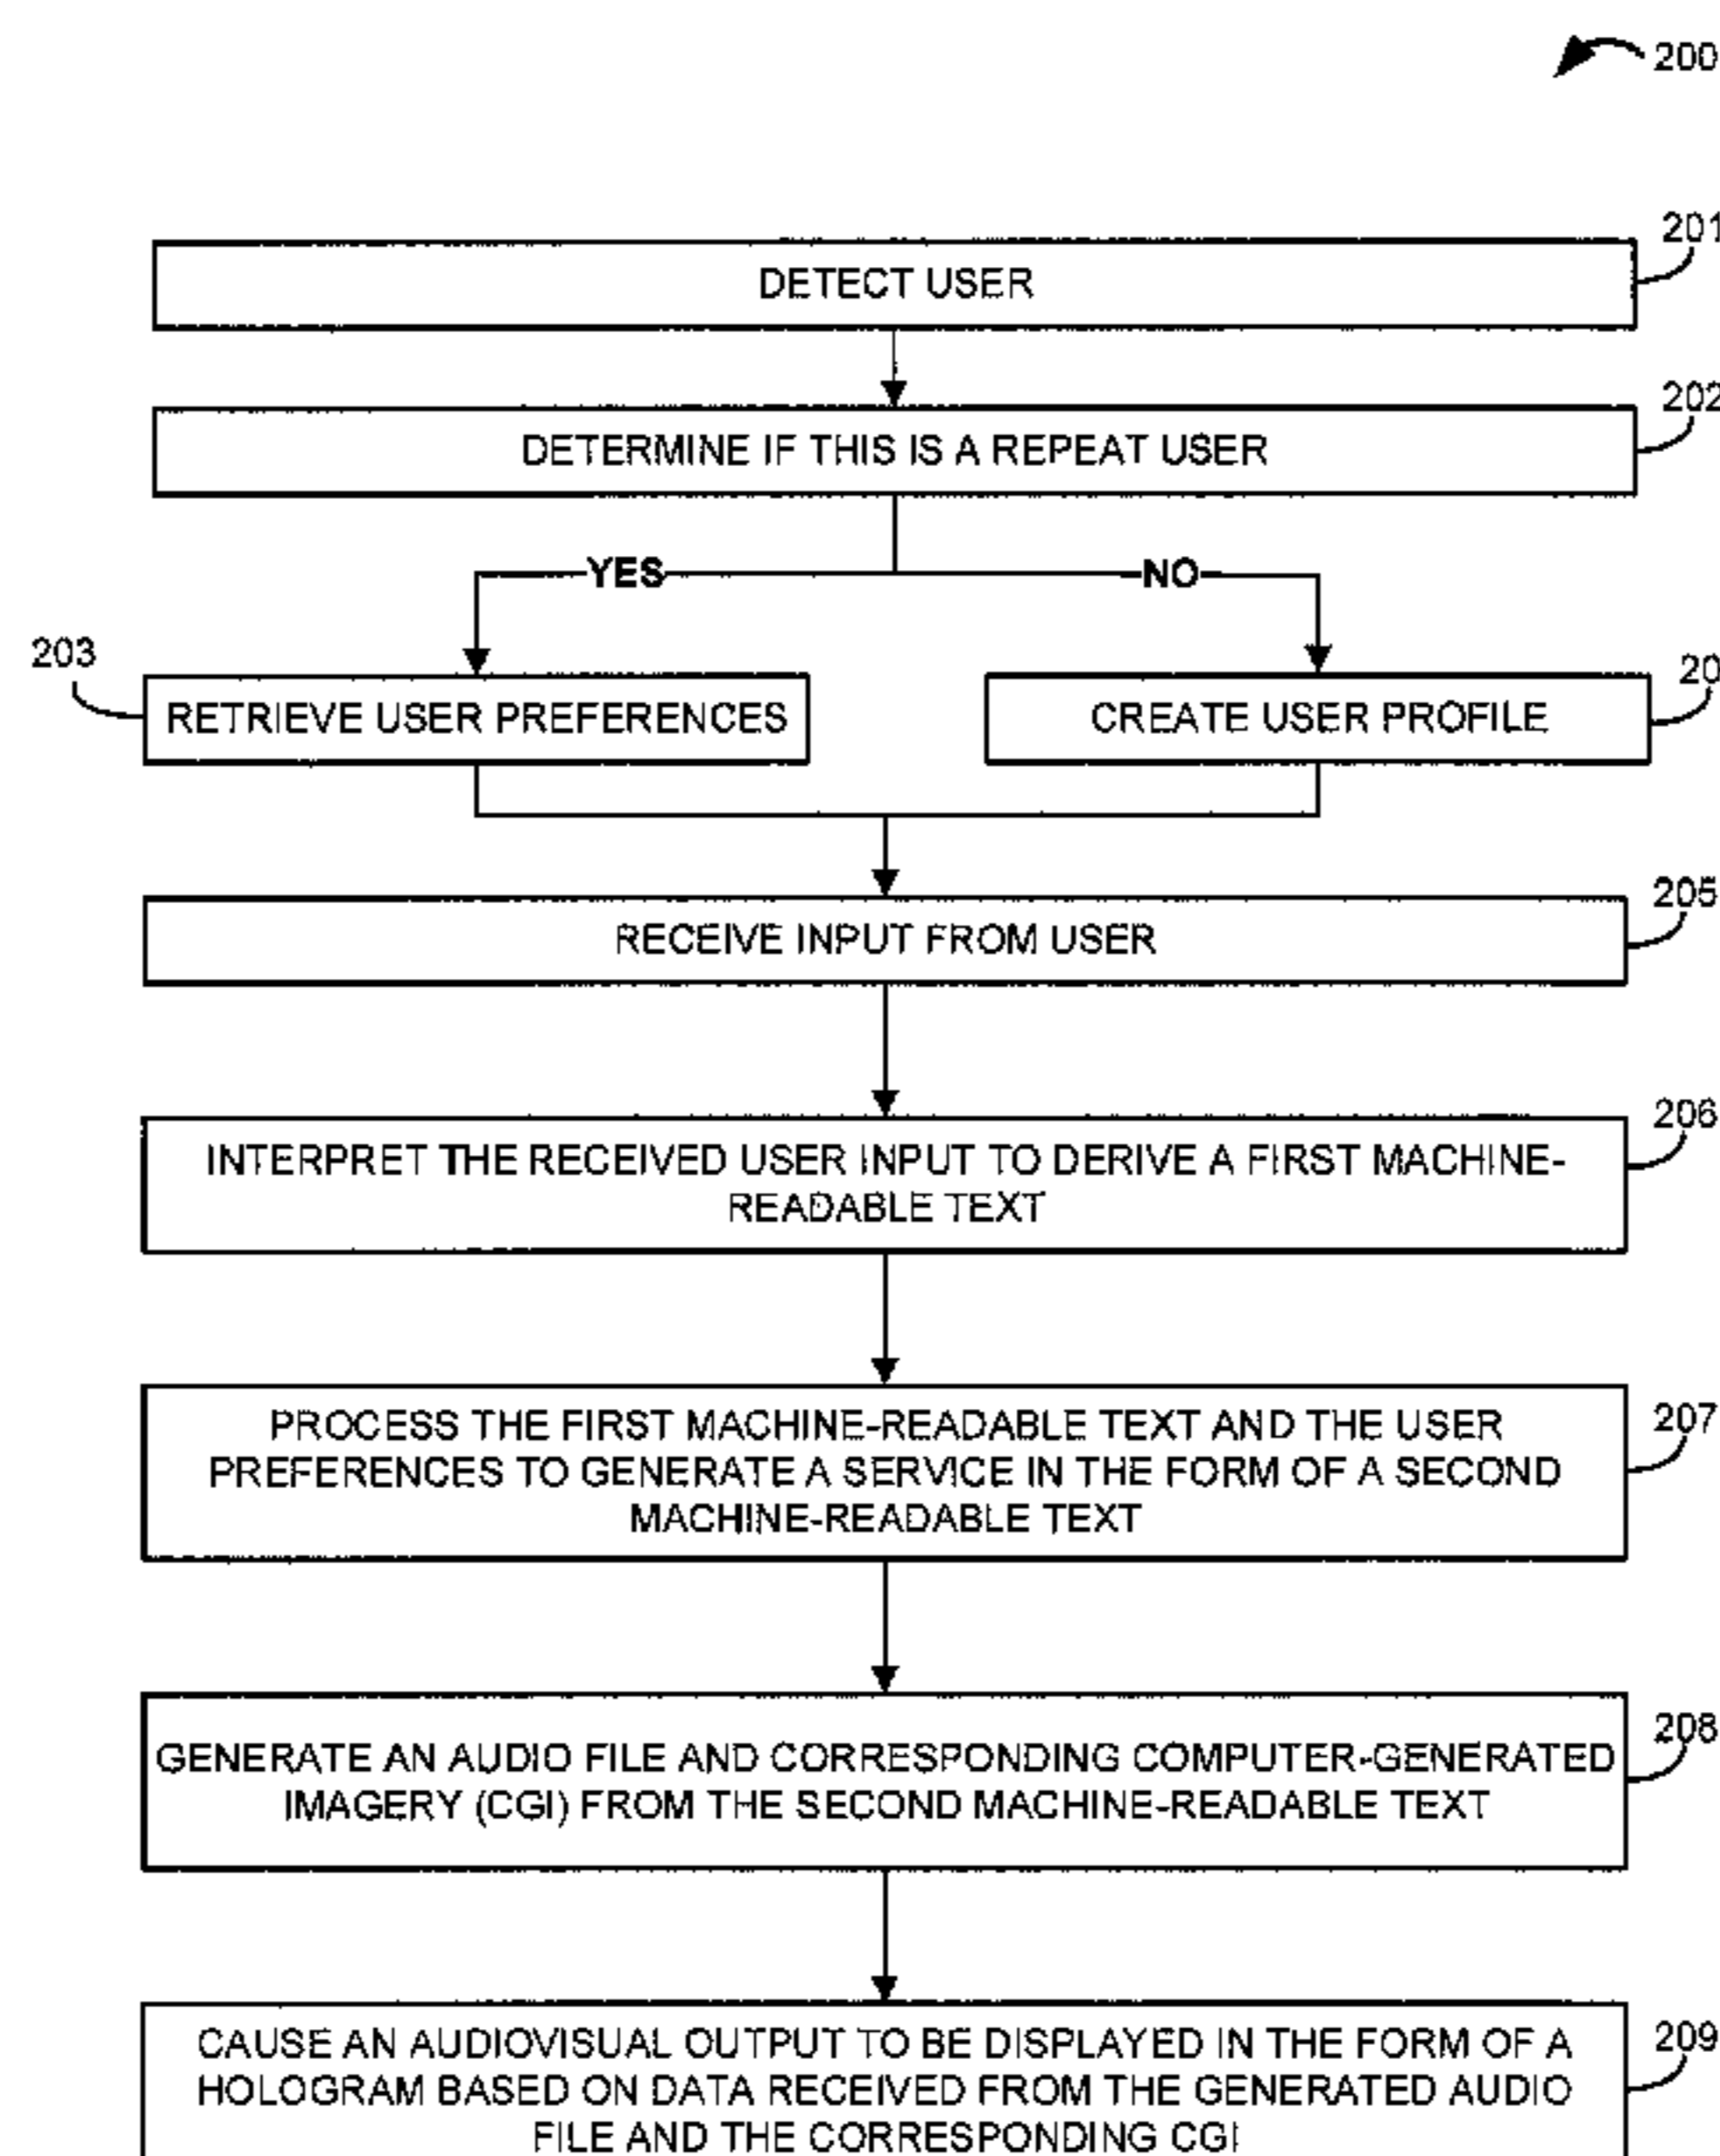 200
201
DETECT USER
202
DETERMINE IF THIS IS A REPEAT USER
YES
NO
203
RETRIEVE USER PREFERENCES
20
CREATE USER PROFILE
205
RECEIVE INPUT FROM USER
206
INTERPRET THE RECEIVED USER INPUT TO DERIVE A FIRST MACHINE-
READABLE TEXT
207
PROCESS THE FIRST MACHINE-READABLE TEXT AND THE USER
PREFERENCES TO GENERATE A SERVICE IN THE FORM OF A SECOND
MACHINE-READABLE TEXT
208
GENERATE AN AUDIO FILE AND CORRESPONDING COMPUTER-GENERATED
IMAGERY (CGI) FROM THE SECOND MACHINE-READABLE TEXT
209
CAUSE AN AUDIOVISUAL OUTPUT TO BE DISPLAYED IN THE FORM OF A
HOLOGRAM BASED ON DATA RECEIVED FROM THE GENERATED AUDIO
FILE AND THE CORRESPONDING CGI